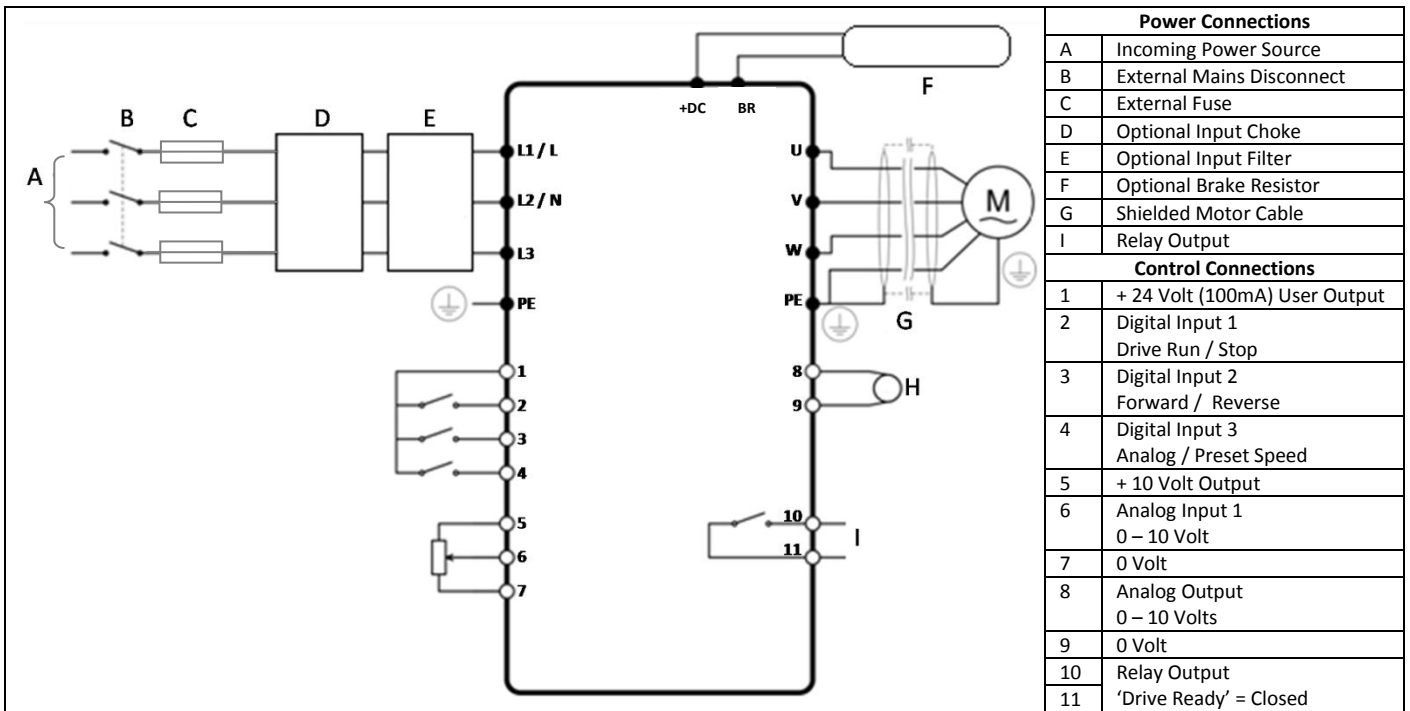 B C D E
A
F
+DC BR
L1 / L
L2 / N
L3
PE
U
V
W
PE
M
G
1
2
3
4
5
6
7
8
9
H
10
11
I
Power Connections
A Incoming Power Source
B External Mains Disconnect
C External Fuse
D Optional Input Choke
E Optional Input Filter
F Optional Brake Resistor
G Shielded Motor Cable
I Relay Output
Control Connections
1 + 24 Volt (100mA) User Output
2 Digital Input 1
Drive Run / Stop
3 Digital Input 2
Forward / Reverse
4 Digital Input 3
Analog / Preset Speed
5 + 10 Volt Output
6 Analog Input 1
0 – 10 Volt
7 0 Volt
8 Analog Output
0 – 10 Volts
9 0 Volt
10 Relay Output
11 ‘Drive Ready’ = Closed